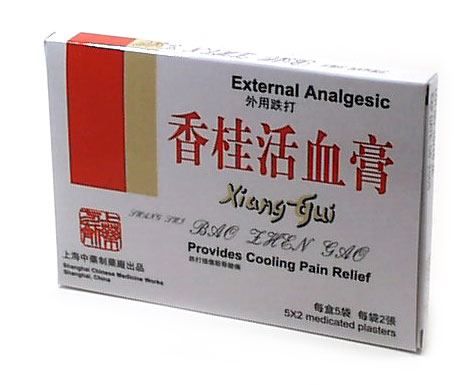 External Analgesic
外用跌打
香桂活血膏
Xiang-Gui
SHANG SHI
BAO ZHEN GAO
Provides Cooling Pain Relief
上海中藥制藥廠出品
Shanghai Chinese Medicine Works
Shanghai, China
每盒5袋 每袋2張
5X2 medicated plasters